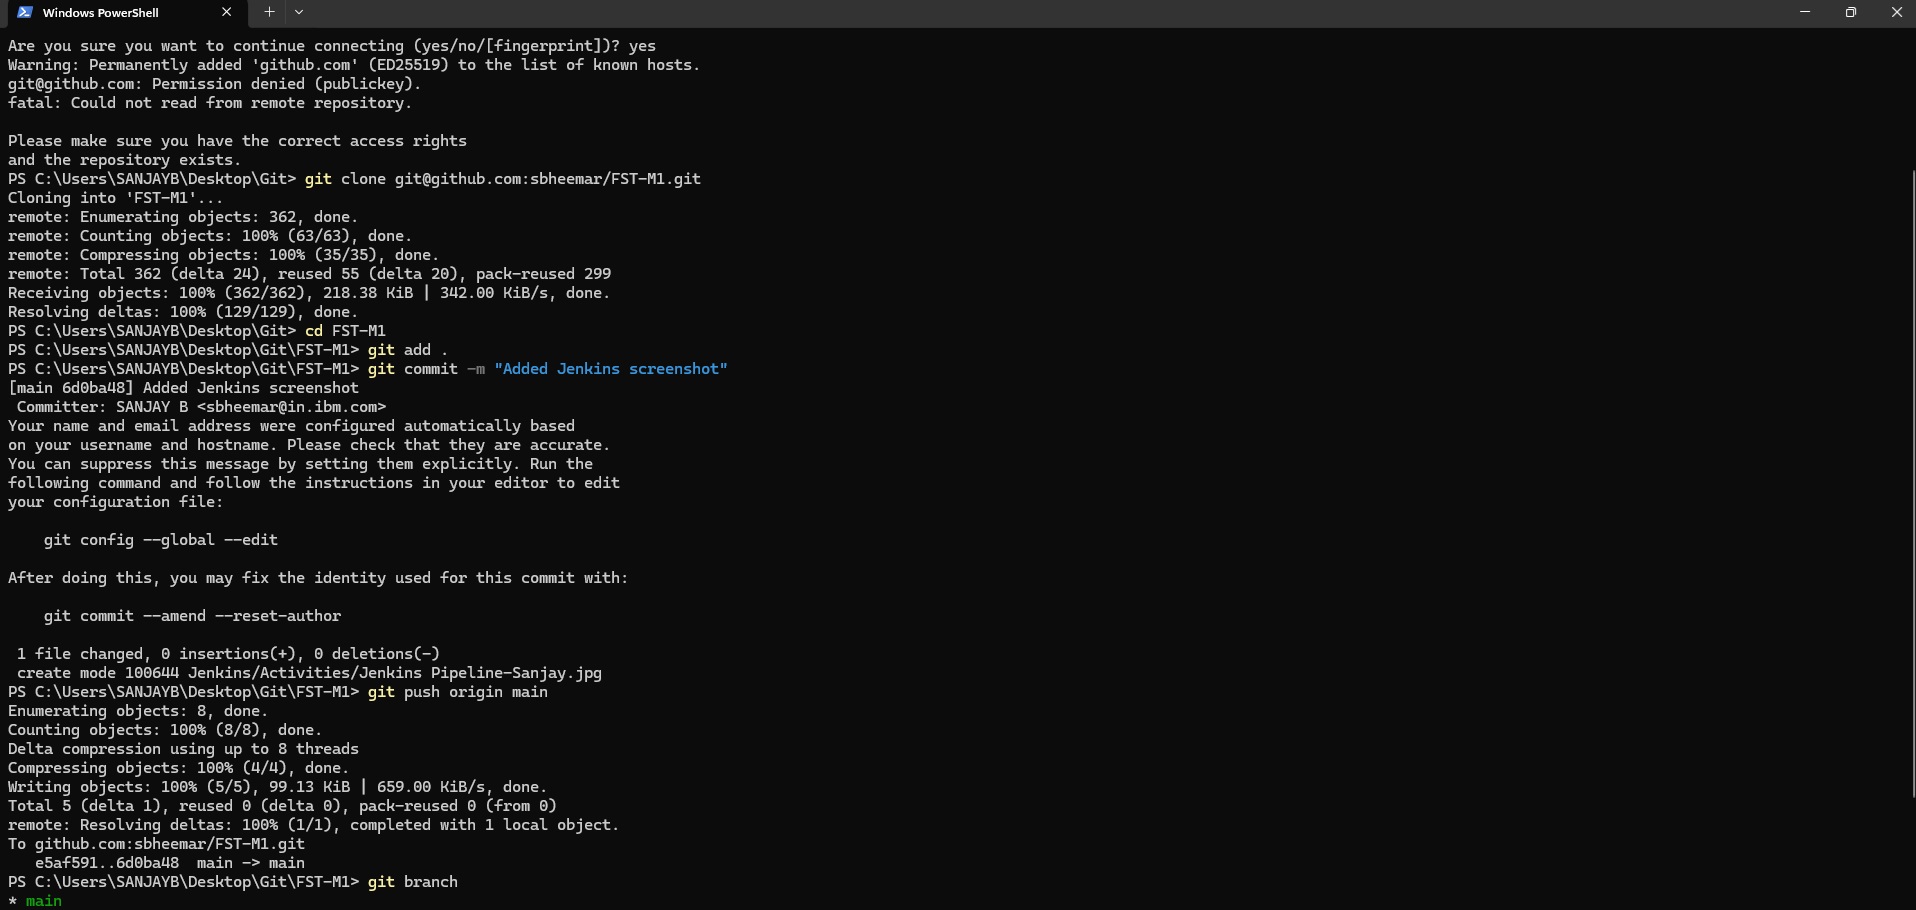 Windows PowerShell
Are you sure you want to continue connecting (yes/no/[fingerprint])? yes
Warning: Permanently added 'github.com' (ED25519) to the list of known hosts.
git@github.com: Permission denied (publickey).
fatal: Could not read from remote repository.
Please make sure you have the correct access rights
and the repository exists.
PS C:\Users\SANJAYB\Desktop\Git> git clone git@github.com:sbheemar/FST-M1.git
Cloning into 'FST-M1'...
remote: Enumerating objects: 362, done.
remote: Counting objects: 100% (63/63), done.
remote: Compressing objects: 100% (35/35), done.
remote: Total 362 (delta 24), reused 55 (delta 20), pack-reused 299
Receiving objects: 100% (362/362), 218.38 KiB | 342.00 KiB/s, done.
Resolving deltas: 100% (129/129), done.
PS C:\Users\SANJAYB\Desktop\Git> cd FST-M1
PS C:\Users\SANJAYB\Desktop\Git\FST-M1> git add .
PS C:\Users\SANJAYB\Desktop\Git\FST-M1> git commit -m "Added Jenkins screenshot"
[main 6d0ba48] Added Jenkins screenshot
 Committer: SANJAY B <sbheemar@in.ibm.com>
Your name and email address were configured automatically based
on your username and hostname. Please check that they are accurate.
You can suppress this message by setting them explicitly. Run the
following command and follow the instructions in your editor to edit
your configuration file:
    git config --global --edit
After doing this, you may fix the identity used for this commit with:
    git commit --amend --reset-author
 1 file changed, 0 insertions(+), 0 deletions(-)
 create mode 100644 Jenkins/Activities/Jenkins Pipeline-Sanjay.jpg
PS C:\Users\SANJAYB\Desktop\Git\FST-M1> git push origin main
Enumerating objects: 8, done.
Counting objects: 100% (8/8), done.
Delta compression using up to 8 threads
Compressing objects: 100% (4/4), done.
Writing objects: 100% (5/5), 99.13 KiB | 659.00 KiB/s, done.
Total 5 (delta 1), reused 0 (delta 0), pack-reused 0 (from 0)
remote: Resolving deltas: 100% (1/1), completed with 1 local object.
To github.com:sbheemar/FST-M1.git
   e5af591..6d0ba48  main -> main
PS C:\Users\SANJAYB\Desktop\Git\FST-M1> git branch
* main